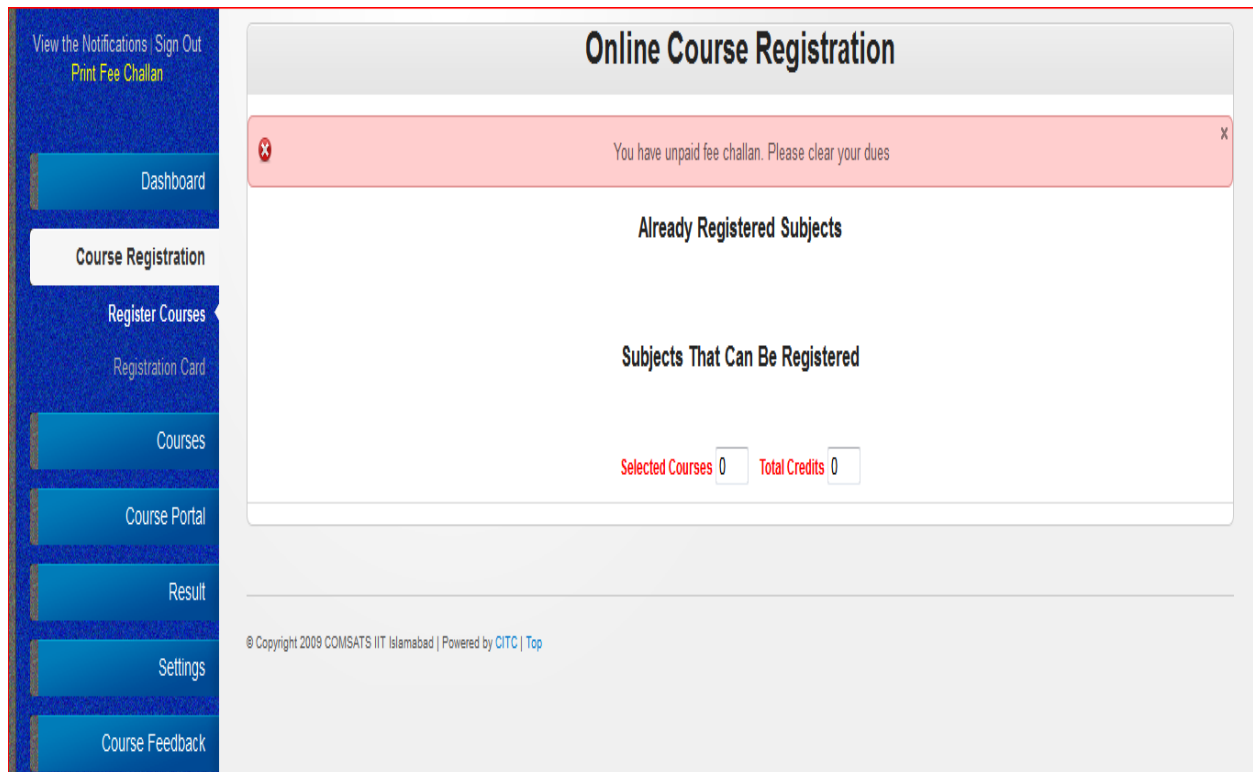 View the Notifications | Sign Out
Print Fee Challan
Dashboard
Course Registration
Register Courses
Registration Card
Courses
Course Portal
Result
Settings
Course Feedback
Online Course Registration
You have unpaid fee challan. Please clear your dues
x
Already Registered Subjects
Subjects That Can Be Registered
Selected Courses 0 Total Credits 0
© Copyright 2009 COMSATS IIT Islamabad | Powered by CITC | Top